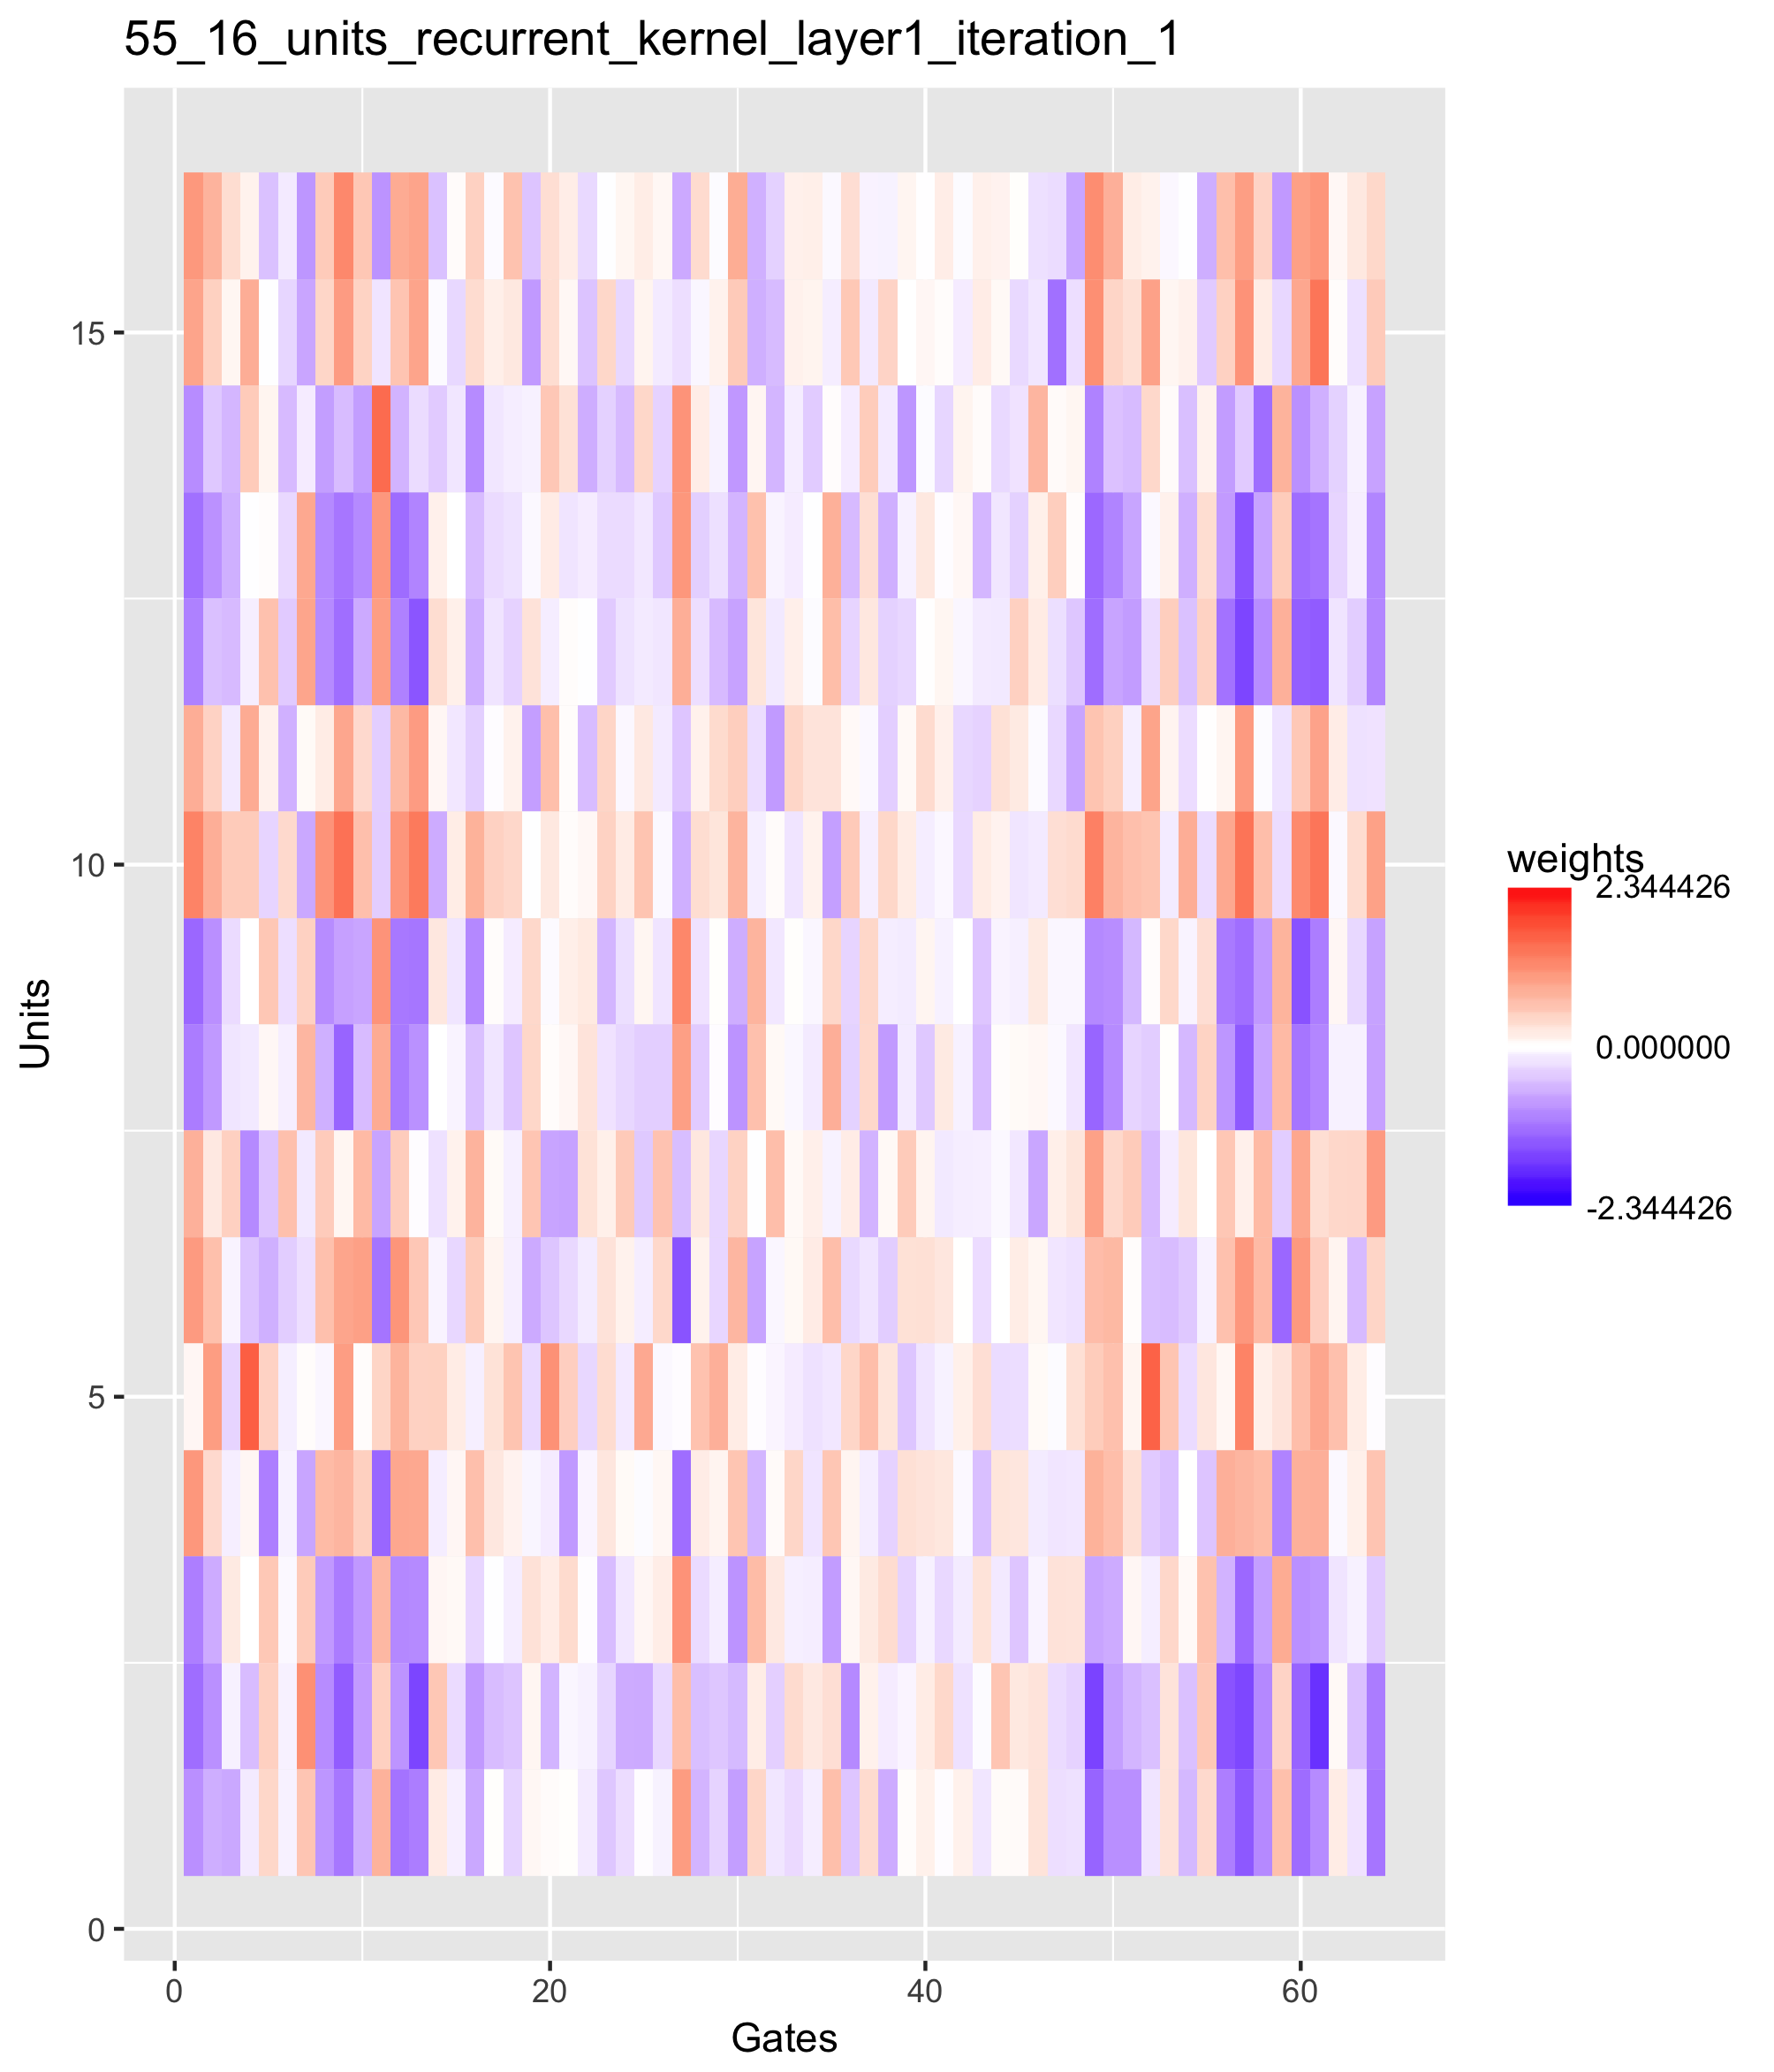 55_16_units_recurrent_kernel_layer1_iteration_1
15
10
5
0
Units
0
20
40
60
Gates
weights
2.344426
0.000000
-2.344426